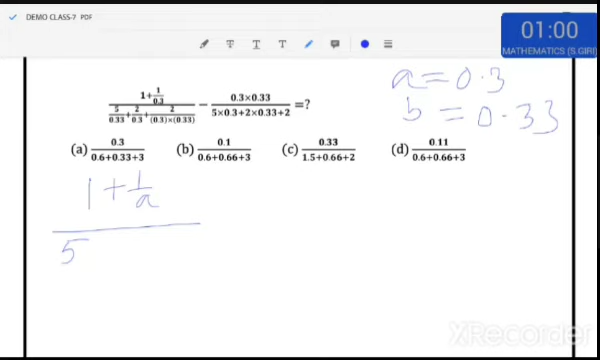 DEMO CLASS-7 PDF
01:00
MATHEMATICS (S.GIRI)
a = 0.3
b = 0.33
(1+1/0.3)/(5/0.33+2/0.3+2/((0.3)×(0.33))) − (0.3×0.33)/(5×0.3+2×0.33+2) =?
(a) 0.3/(0.6+0.33+3) (b) 0.1/(0.6+0.66+3) (c) 0.33/(1.5+0.66+2) (d) 0.11/(0.6+0.66+3)
1 + 1/a
5
XRecorder